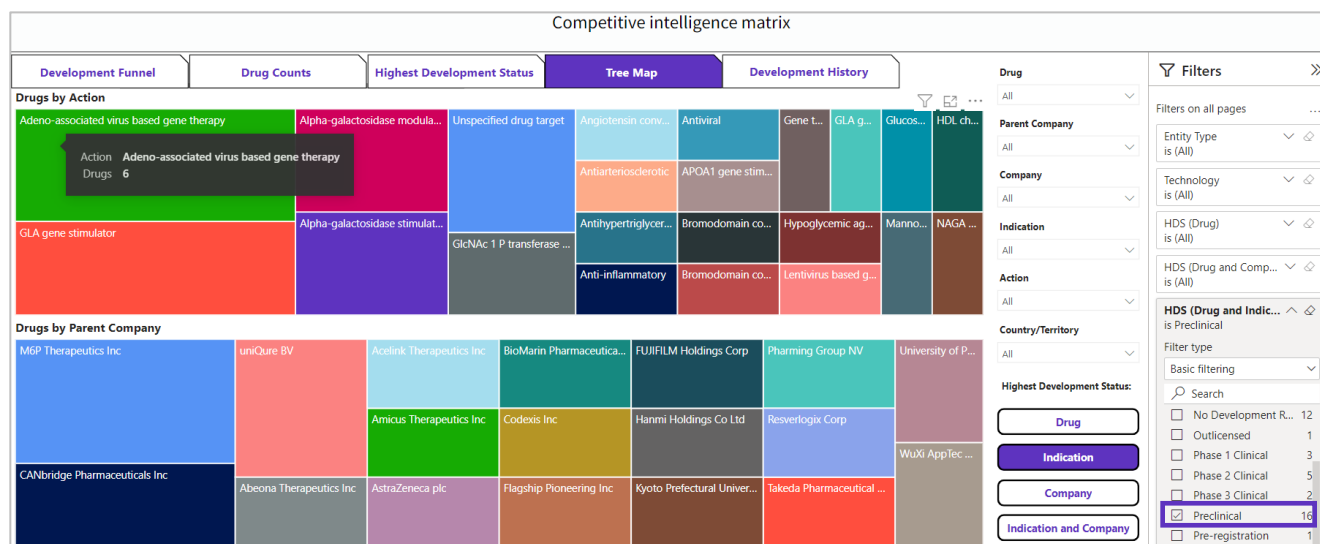 Competitive intelligence matrix
Development Funnel
Drug Counts
Highest Development Status
Tree Map
Development History
Drugs by Action
Adeno-associated virus based gene therapy
Alpha-galactosidase modula...
Unspecified drug target
Angiotensin conv...
Antiviral
Gene t...
GLA g...
Glucos...
HDL ch...
Action Adeno-associated virus based gene therapy
Drugs 6
Antiarteriosclerotic
APOA1 gene stim...
GLA gene stimulator
Alpha-galactosidase stimulat...
GlcNAc 1 P transferase ...
Antihypertriglycer...
Bromodomain co...
Hypoglycemic ag...
Manno...
NAGA ...
Anti-inflammatory
Bromodomain co...
Lentivirus based g...
Drugs by Parent Company
M6P Therapeutics Inc
uniQure BV
Acelink Therapeutics Inc
BioMarin Pharmaceutica...
FUJIFILM Holdings Corp
Pharming Group NV
University of P...
Amicus Therapeutics Inc
Codexis Inc
Hanmi Holdings Co Ltd
Resverlogix Corp
WuXi AppTec ...
CANbridge Pharmaceuticals Inc
Abeona Therapeutics Inc
AstraZeneca plc
Flagship Pioneering Inc
Kyoto Prefectural Univer...
Takeda Pharmaceutical ...
Drug
All
Parent Company
All
Company
All
Indication
All
Action
All
Country/Territory
All
Highest Development Status:
Drug
Indication
Company
Indication and Company
Filters
Filters on all pages
Entity Type
is (All)
Technology
is (All)
HDS (Drug)
is (All)
HDS (Drug and Comp...
is (All)
HDS (Drug and Indic...
is Preclinical
Filter type
Basic filtering
Search
No Development R... 12
Outlicensed 1
Phase 1 Clinical 3
Phase 2 Clinical 5
Phase 3 Clinical 2
Preclinical 16
Pre-registration 1